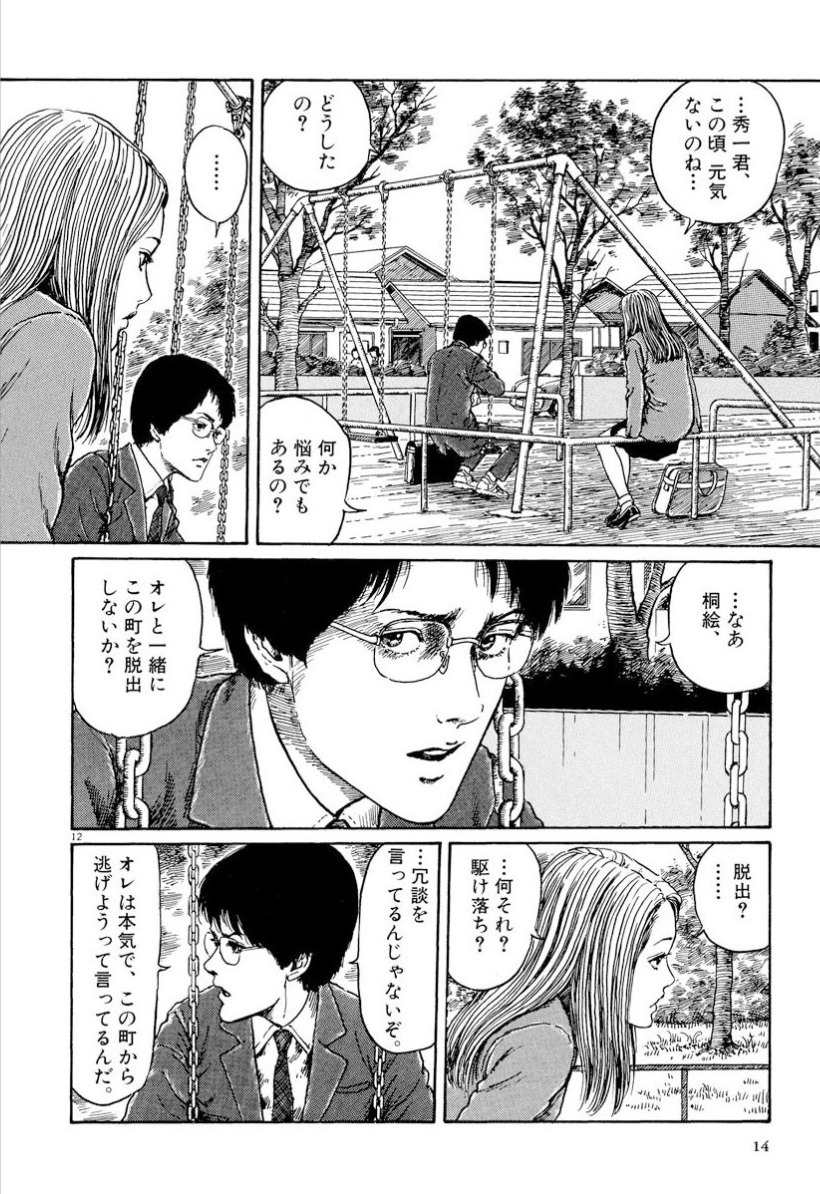 …秀一君、
この頃 元気
ないのね…
どうした
の？
何か
悩みでも
あるの？
……
…なあ
桐絵、
オレと一緒に
この町を脱出
しないか？
脱出？
……
…何それ？
駆け落ち？
…冗談を
言ってるんじゃないぞ。
オレは本気で、この町から
逃げようって言ってるんだ。
12
14